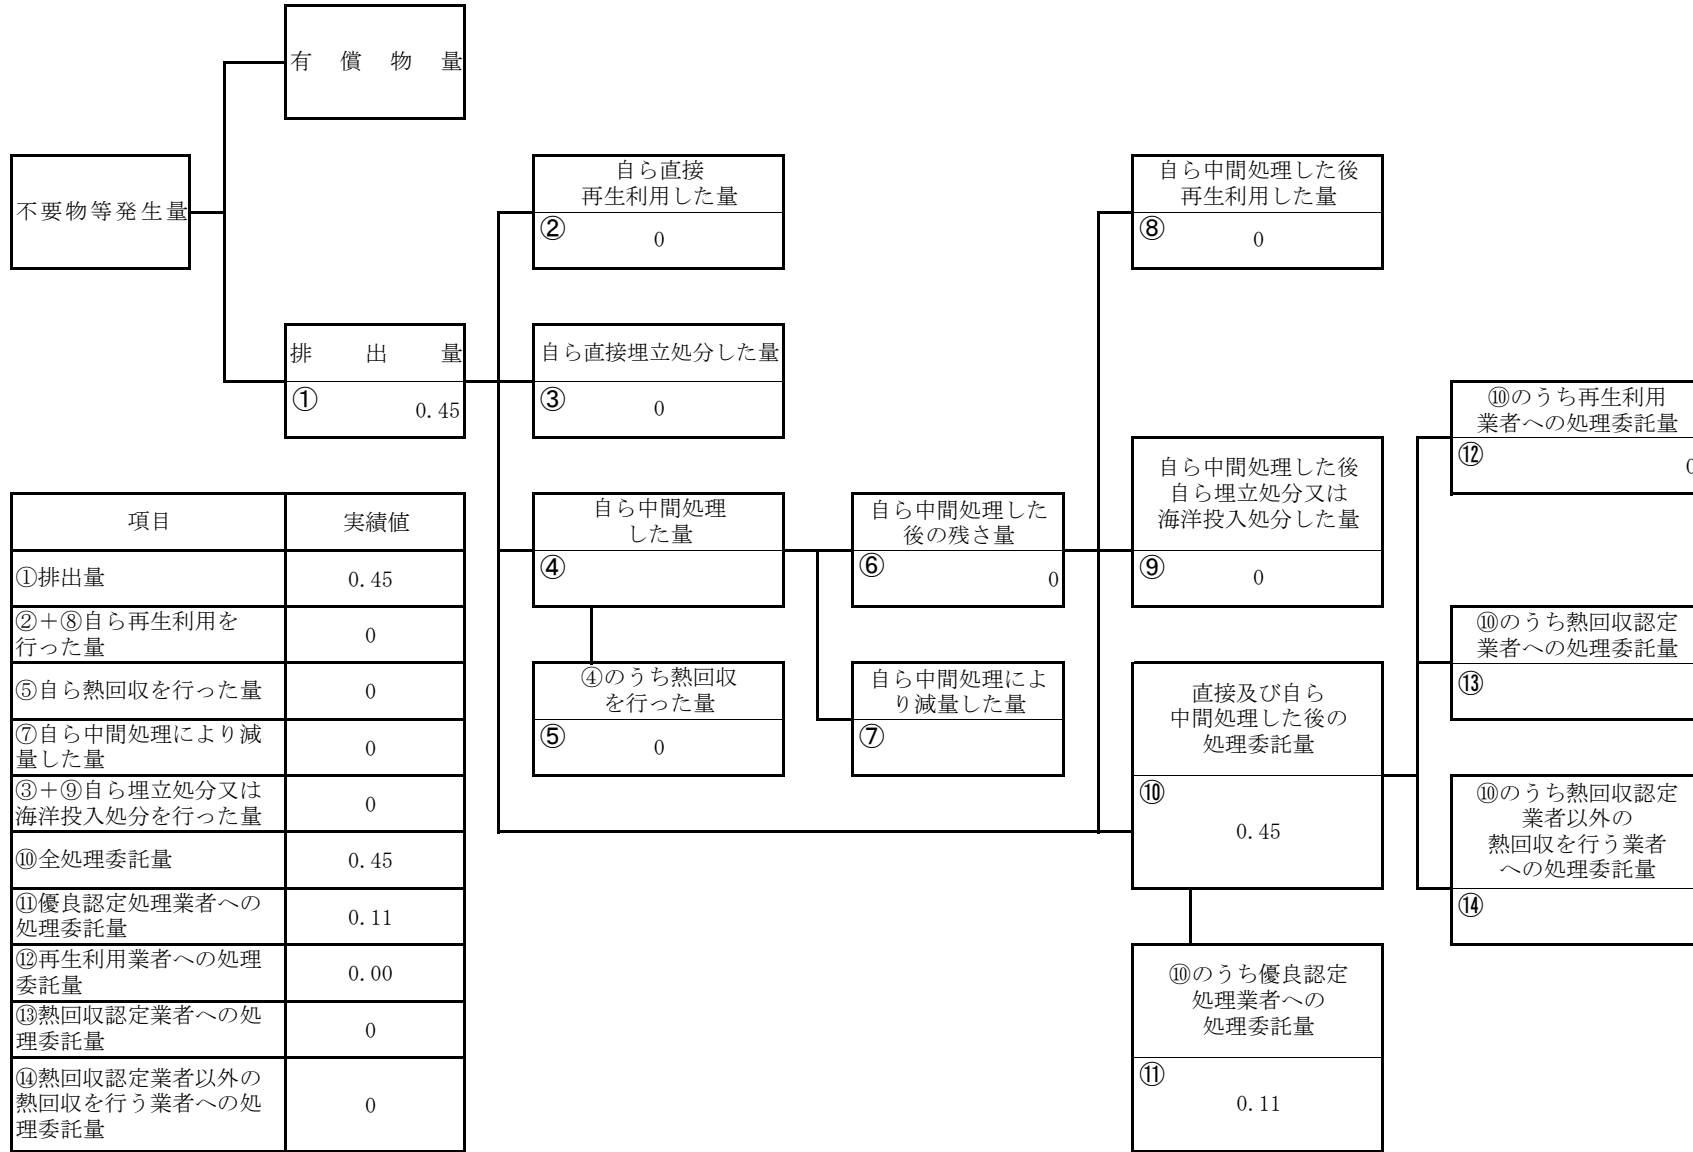 有償物量
不要物等発生量
自ら直接
再生利用した量
②
0
自ら中間処理した後
再生利用した量
⑧
0
排出量
①
0.45
自ら直接埋立処分した量
③
0
⑩のうち再生利用
業者への処理委託量
⑫
0
自ら中間処理
した量
④
自ら中間処理した
後の残さ量
⑥
0
自ら中間処理した後
自ら埋立処分又は
海洋投入処分した量
⑨
0
⑩のうち熱回収認定
業者への処理委託量
⑬
④のうち熱回収
を行った量
⑤
0
自ら中間処理によ
り減量した量
⑦
直接及び自ら
中間処理した後の
処理委託量
⑩
0.45
⑩のうち熱回収認定
業者以外の
熱回収を行う業者
への処理委託量
⑭
⑩のうち優良認定
処理業者への
処理委託量
⑪
0.11
項目 実績値
①排出量 0.45
②＋⑧自ら再生利用を
行った量 0
⑤自ら熱回収を行った量 0
⑦自ら中間処理により減
量した量 0
③＋⑨自ら埋立処分又は
海洋投入処分を行った量 0
⑩全処理委託量 0.45
⑪優良認定処理業者への
処理委託量 0.11
⑫再生利用業者への処理
委託量 0.00
⑬熱回収認定業者への処
理委託量 0
⑭熱回収認定業者以外の
熱回収を行う業者への処
理委託量 0